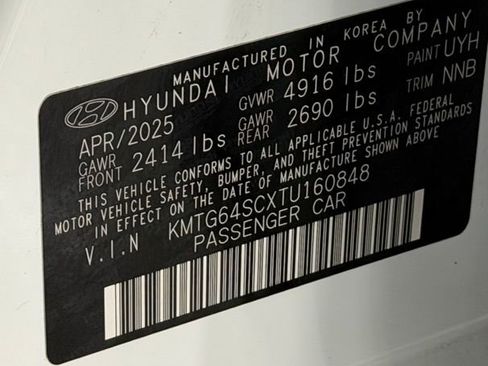 MANUFACTURED IN KOREA BY
HYUNDAI MOTOR COMPANY
APR/2025 GVWR 4916 lbs PAINT UYH
GAWR FRONT 2414 lbs GAWR REAR 2690 lbs TRIM NNB
THIS VEHICLE CONFORMS TO ALL APPLICABLE U.S.A. FEDERAL
MOTOR VEHICLE SAFETY, BUMPER, AND THEFT PREVENTION STANDARDS
IN EFFECT ON THE DATE OF MANUFACTURE SHOWN ABOVE
V.I.N KMTG64SCXTU160848
PASSENGER CAR